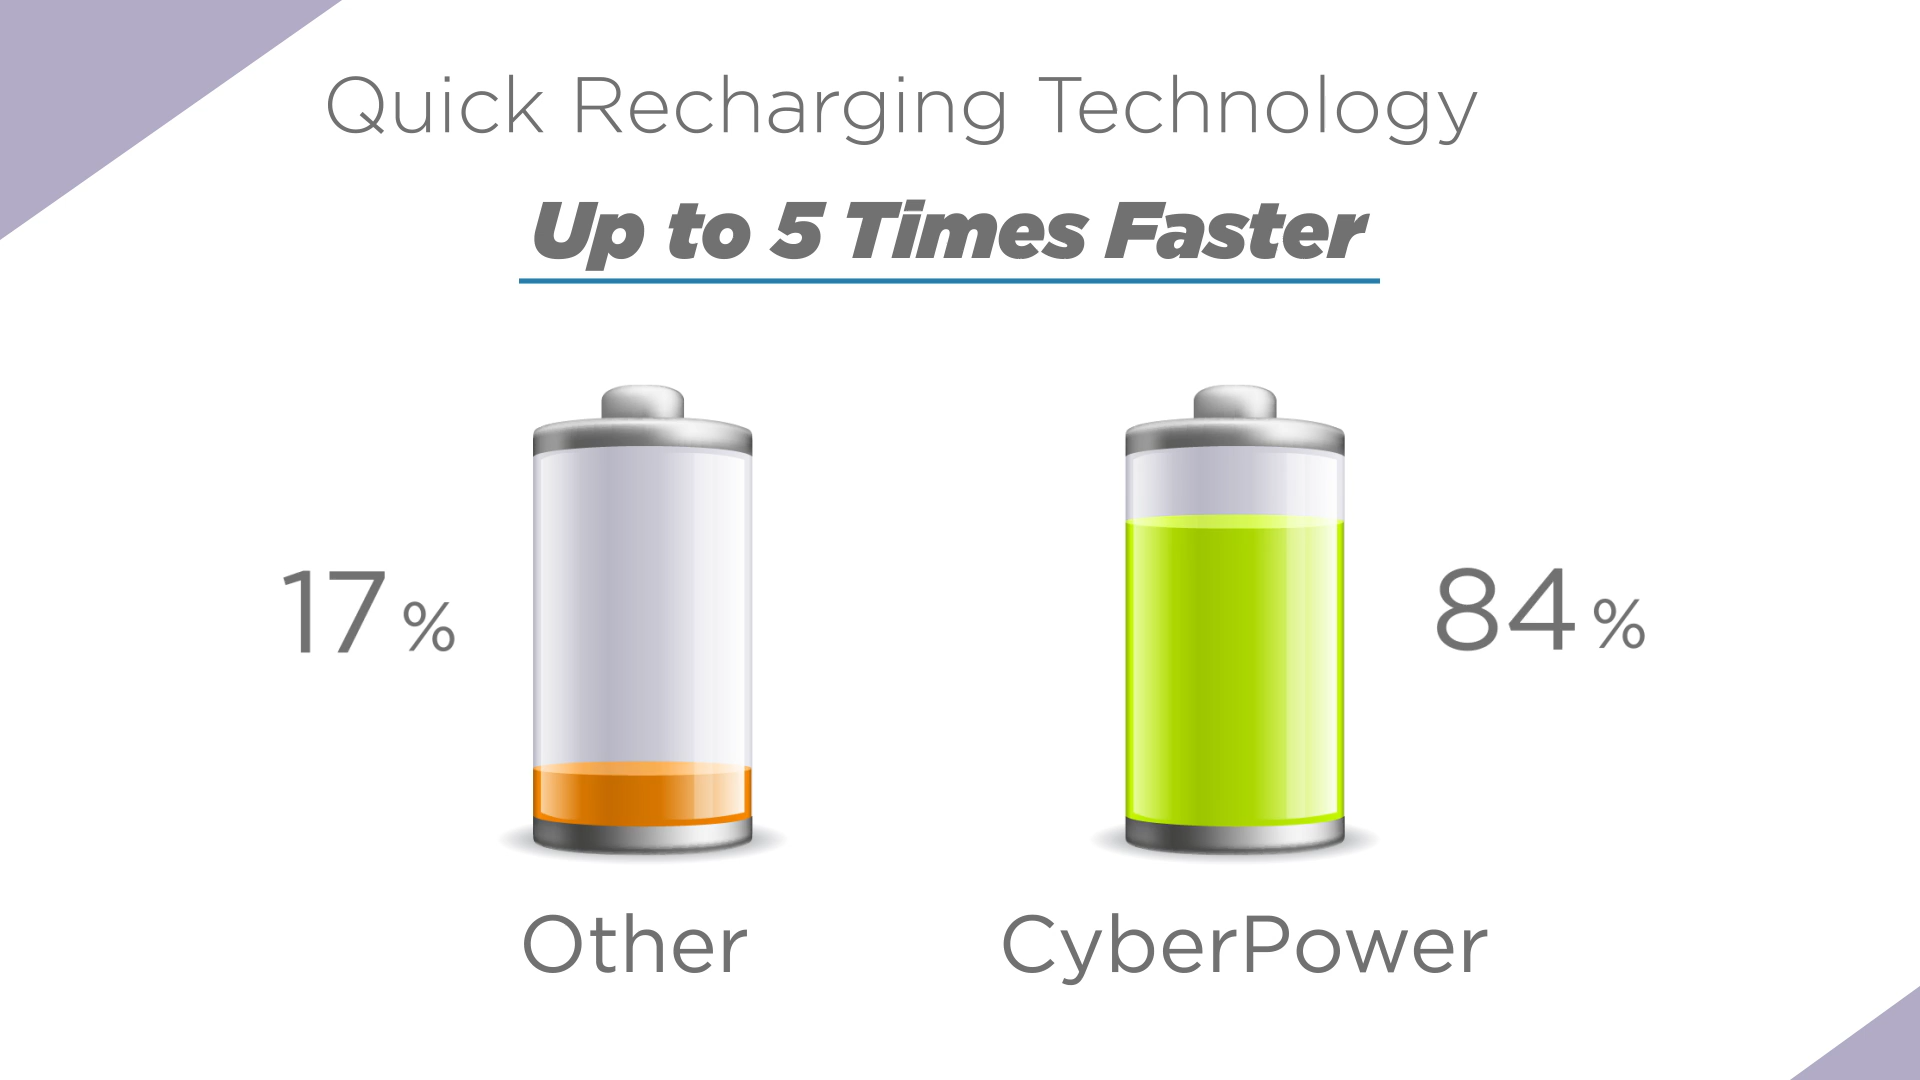 Quick Recharging Technology
Up to 5 Times Faster
17 %
84 %
Other
CyberPower